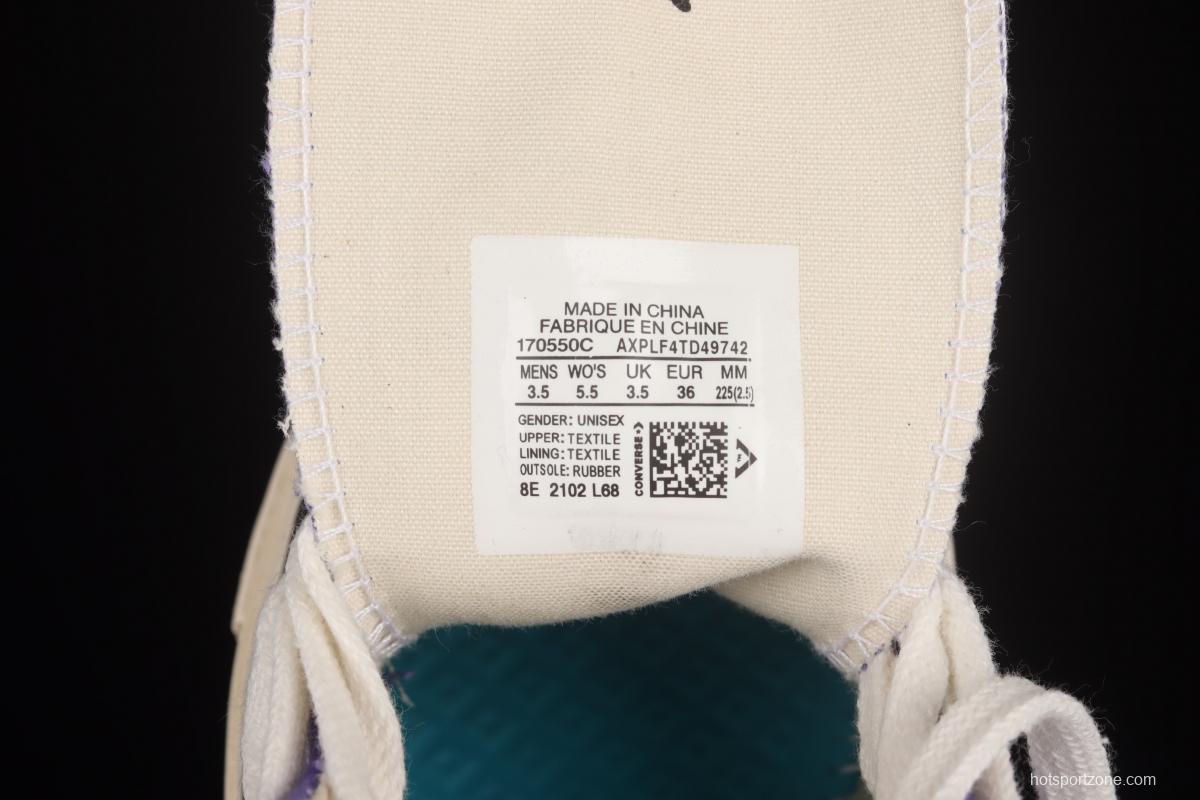 MADE IN CHINA
FABRIQUE EN CHINE
170550C AXPLF4TD49742
MENS WO'S UK EUR MM
3.5 5.5 3.5 36 225(2.5)
GENDER: UNISEX
UPPER: TEXTILE
LINING: TEXTILE
OUTSOLE: RUBBER
8E 2102 L68
CONVERSE
hotsportzone.com